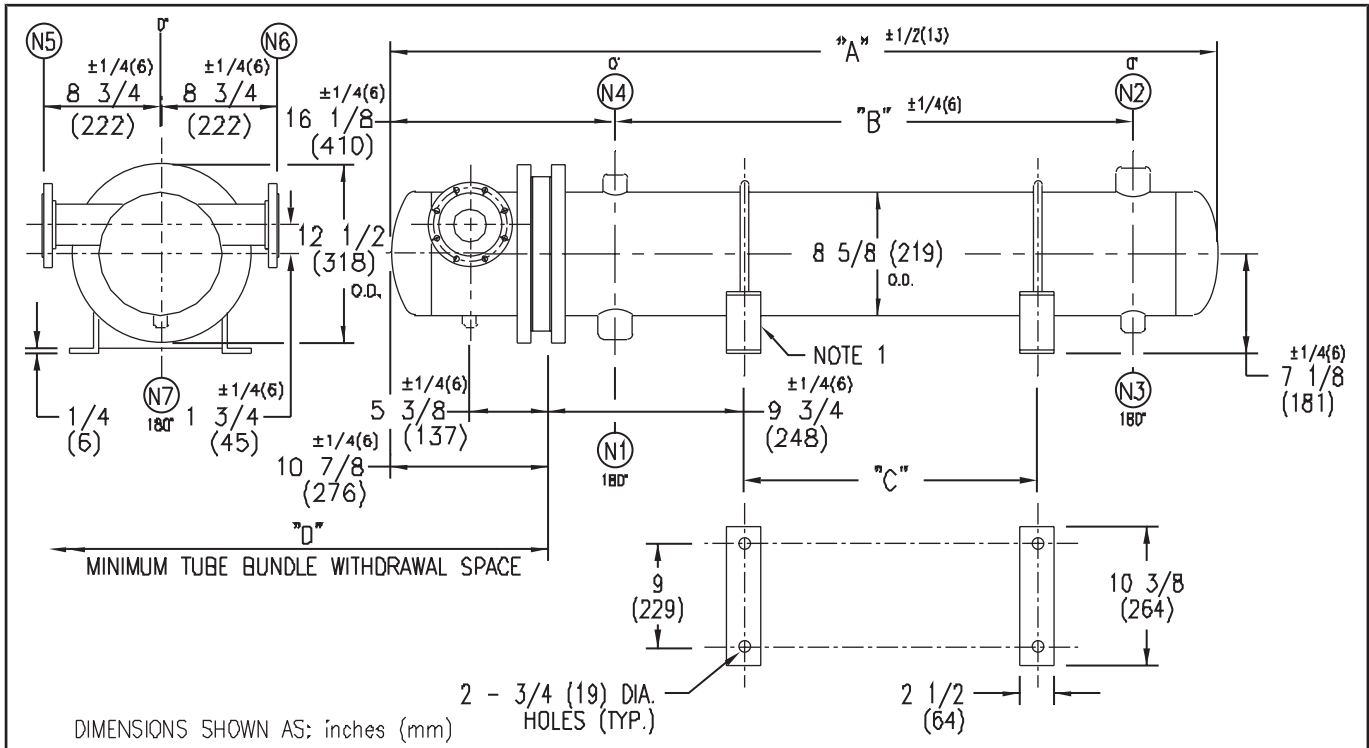 N5
0"
N6
±1/4(6)
8 3/4
(222)
±1/4(6)
8 3/4
(222)
±1/4(6)
16 1/8
(410)
"A" ±1/2(13)
0°
N4
"B" ±1/4(6)
0"
N2
12 1/2
(318)
O.D.
8 5/8 (219)
O.D.
NOTE 1
±1/4(6)
7 1/8
(181)
N3
180°
1/4
(6)
N7
180°
±1/4(6)
1 3/4
(45)
±1/4(6)
5 3/8
(137)
±1/4(6)
9 3/4
(248)
±1/4(6)
10 7/8
(276)
N1
180"
"C"
"D"
MINIMUM TUBE BUNDLE WITHDRAWAL SPACE
9
(229)
10 3/8
(264)
2 - 3/4 (19) DIA.
HOLES (TYP.)
2 1/2
(64)
DIMENSIONS SHOWN AS: inches (mm)